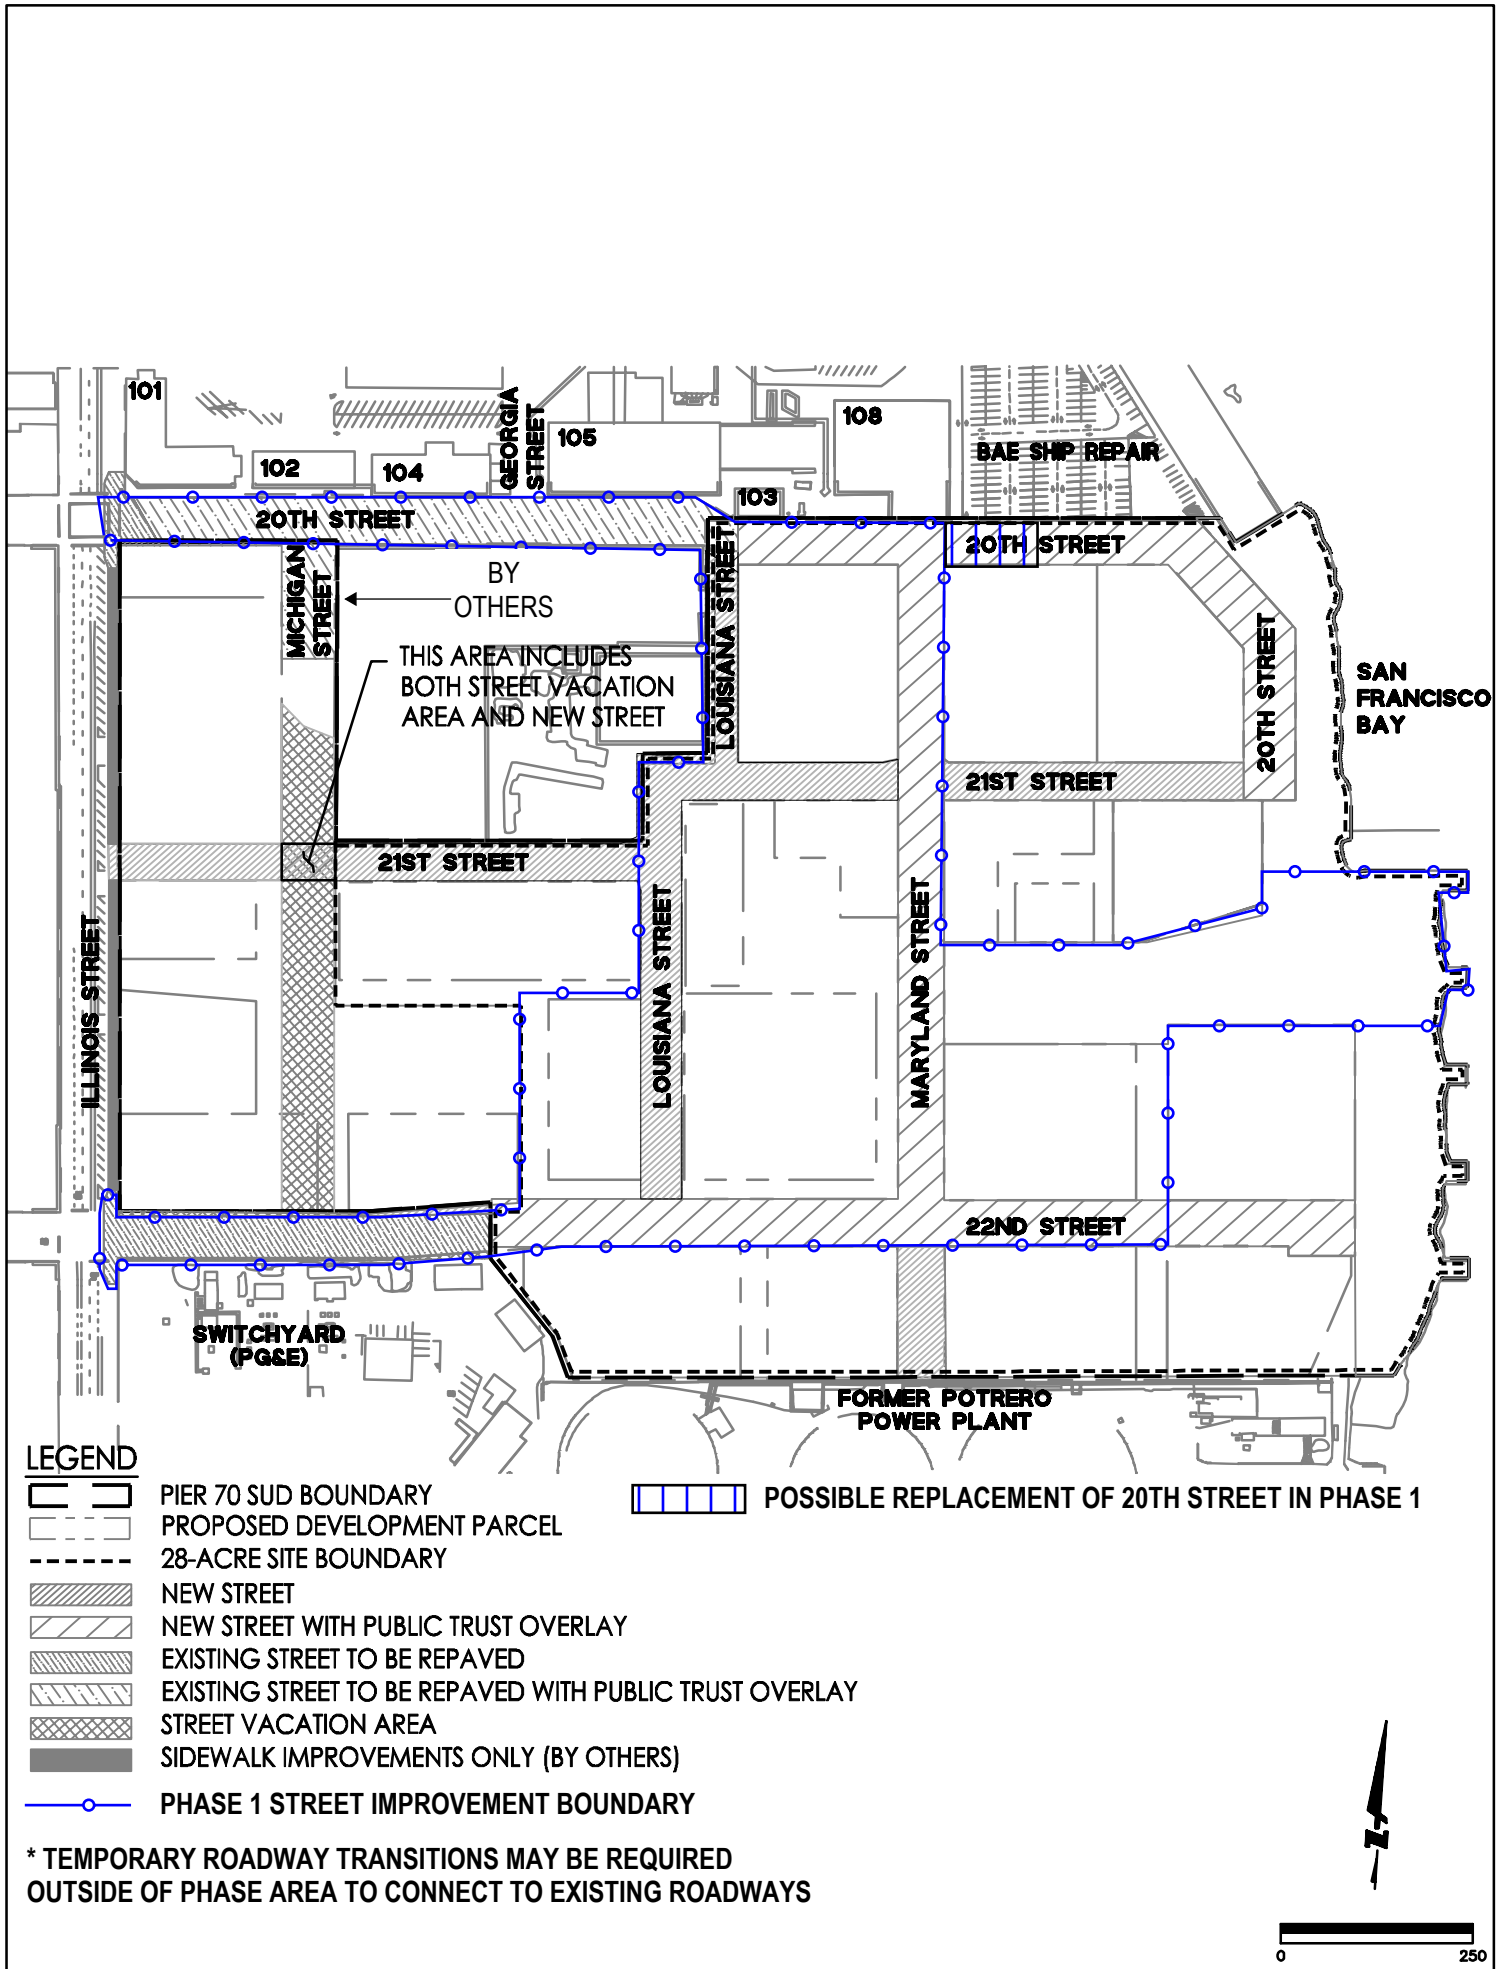 101
102
104
GEORGIA
STREET
105
103
108
BAE SHIP REPAIR
20TH STREET
20TH STREET
MICHIGAN
STREET
BY
OTHERS
LOUISIANA STREET
20TH STREET
SAN
FRANCISCO
BAY
THIS AREA INCLUDES
BOTH STREET VACATION
AREA AND NEW STREET
21ST STREET
21ST STREET
ILLINOIS STREET
LOUISIANA STREET
MARYLAND STREET
22ND STREET
SWITCHYARD
(PG&E)
FORMER POTRERO
POWER PLANT
LEGEND
PIER 70 SUD BOUNDARY
PROPOSED DEVELOPMENT PARCEL
28-ACRE SITE BOUNDARY
NEW STREET
NEW STREET WITH PUBLIC TRUST OVERLAY
EXISTING STREET TO BE REPAVED
EXISTING STREET TO BE REPAVED WITH PUBLIC TRUST OVERLAY
STREET VACATION AREA
SIDEWALK IMPROVEMENTS ONLY (BY OTHERS)
PHASE 1 STREET IMPROVEMENT BOUNDARY
POSSIBLE REPLACEMENT OF 20TH STREET IN PHASE 1
* TEMPORARY ROADWAY TRANSITIONS MAY BE REQUIRED
OUTSIDE OF PHASE AREA TO CONNECT TO EXISTING ROADWAYS
Z
0 250